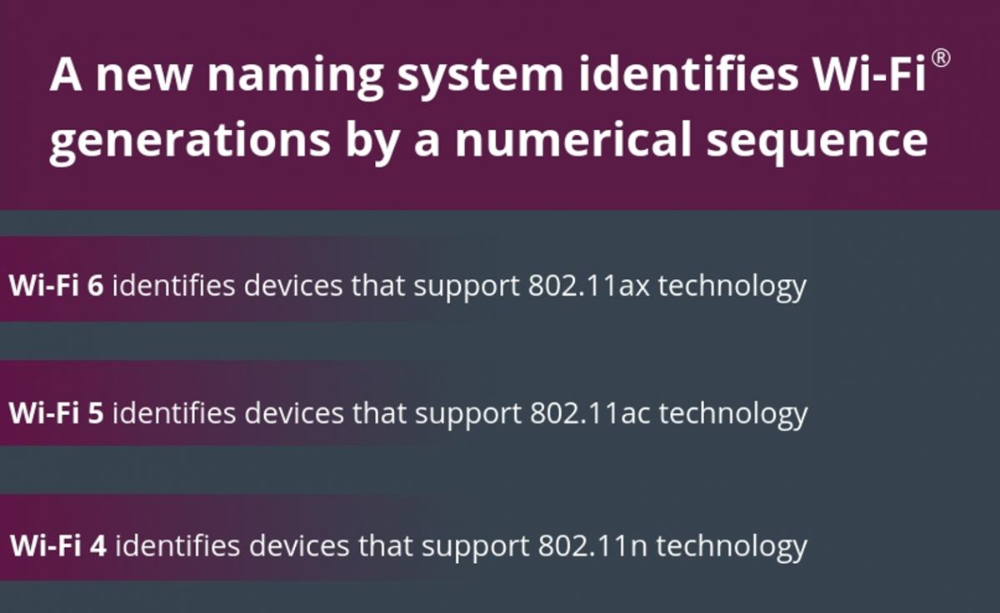 A new naming system identifies Wi-Fi®
generations by a numerical sequence
Wi-Fi 6 identifies devices that support 802.11ax technology
Wi-Fi 5 identifies devices that support 802.11ac technology
Wi-Fi 4 identifies devices that support 802.11n technology